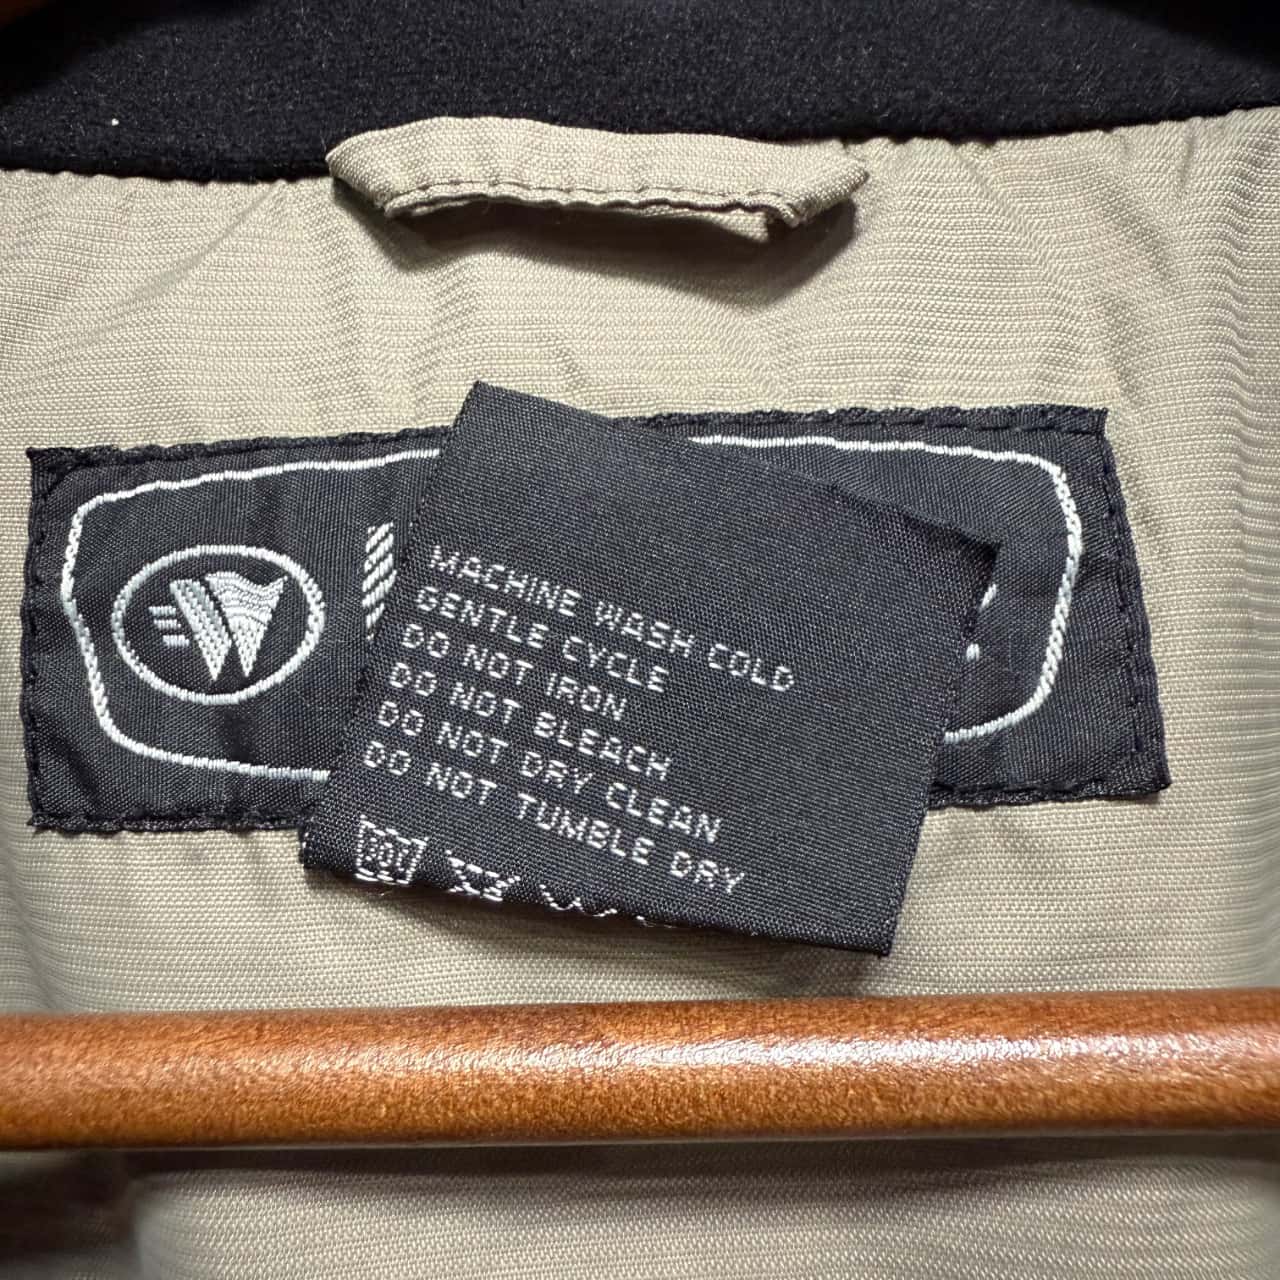 MACHINE WASH COLD
GENTLE CYCLE
DO NOT IRON
DO NOT BLEACH
DO NOT DRY CLEAN
DO NOT TUMBLE DRY
30C